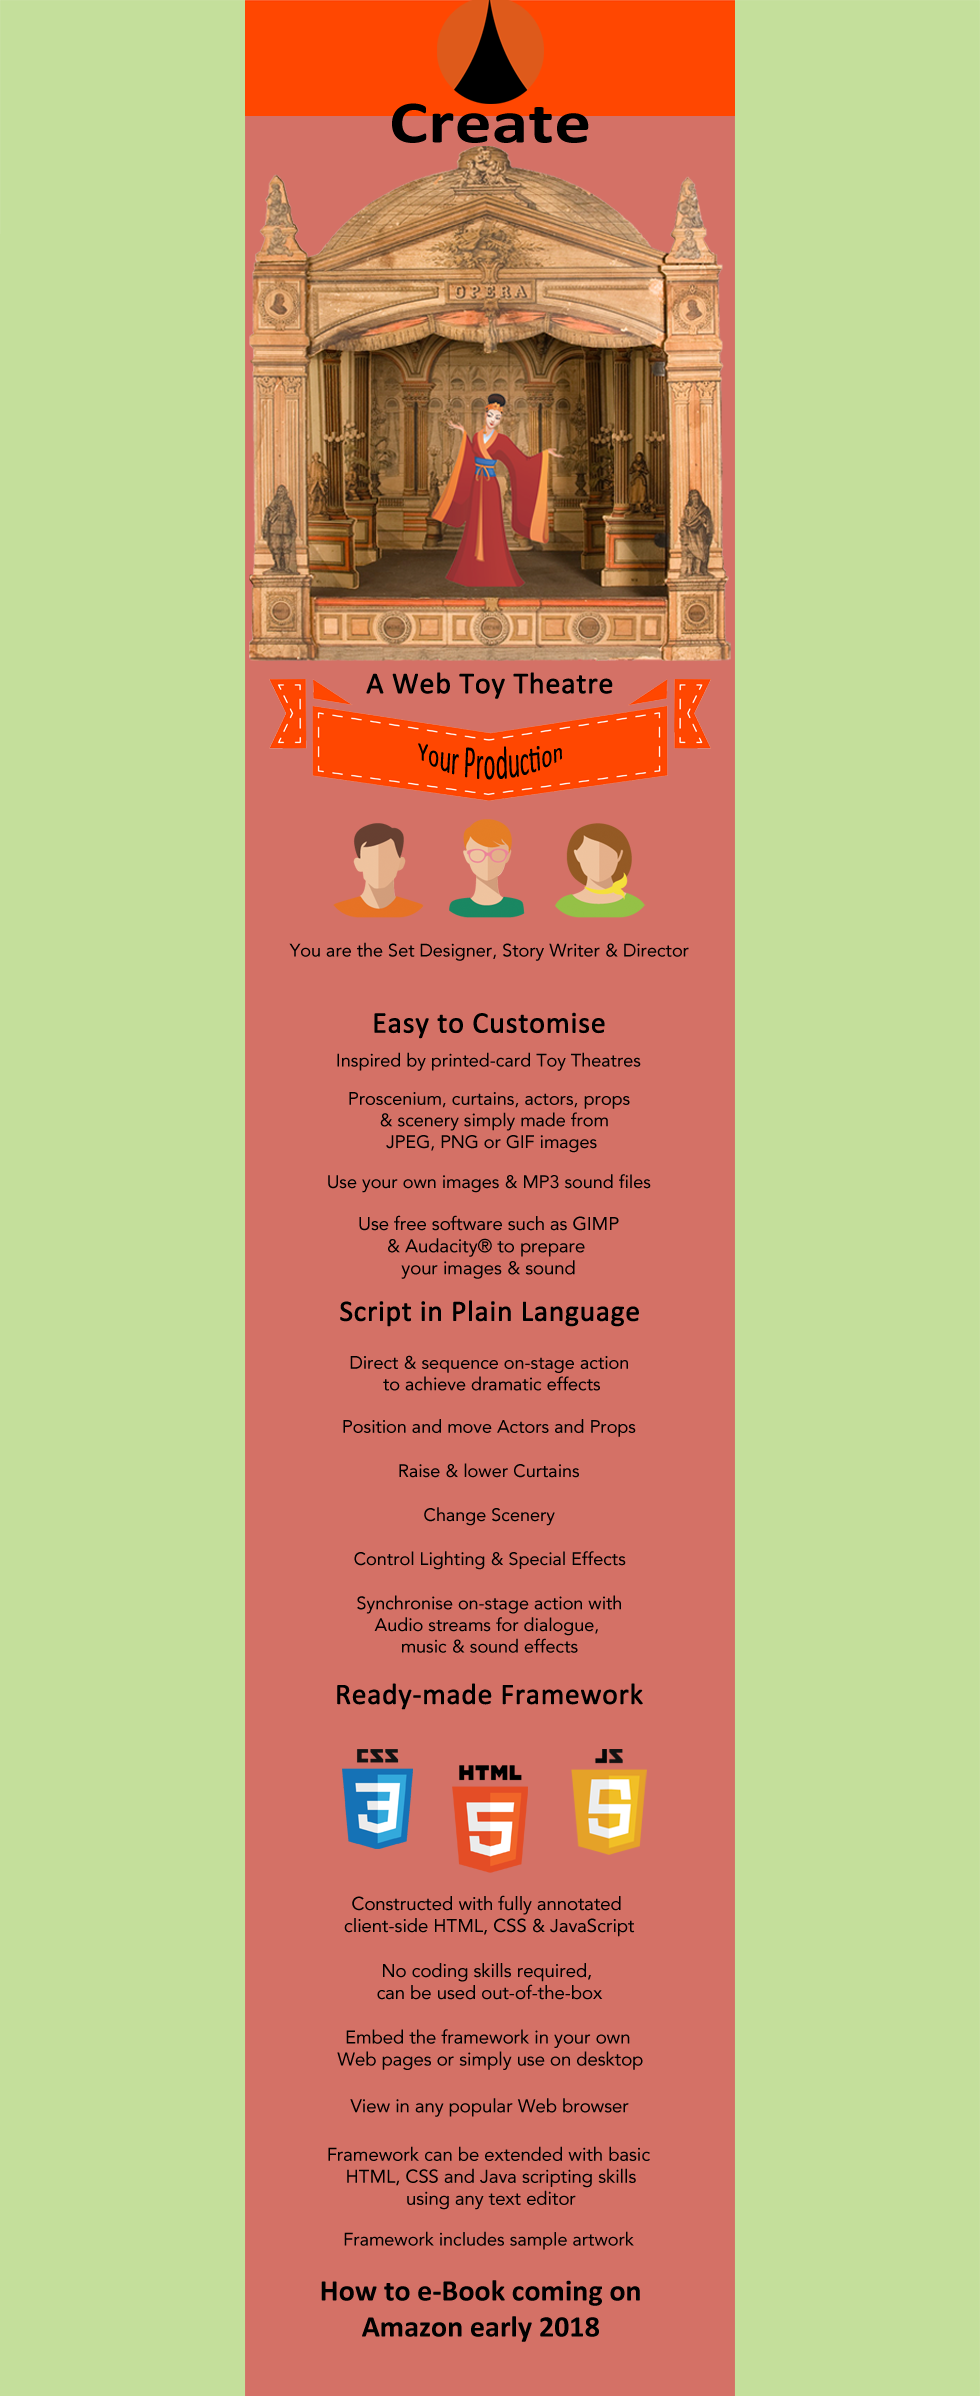 Create
OPERA
A Web Toy Theatre
Your Production
You are the Set Designer, Story Writer & Director
Easy to Customise
Inspired by printed-card Toy Theatres
Proscenium, curtains, actors, props
& scenery simply made from
JPEG, PNG or GIF images
Use your own images & MP3 sound files
Use free software such as GIMP
& Audacity® to prepare
your images & sound
Script in Plain Language
Direct & sequence on-stage action
to achieve dramatic effects
Position and move Actors and Props
Raise & lower Curtains
Change Scenery
Control Lighting & Special Effects
Synchronise on-stage action with
Audio streams for dialogue,
music & sound effects
Ready-made Framework
CSS HTML JS
3 5 5
Constructed with fully annotated
client-side HTML, CSS & JavaScript
No coding skills required,
can be used out-of-the-box
Embed the framework in your own
Web pages or simply use on desktop
View in any popular Web browser
Framework can be extended with basic
HTML, CSS and Java scripting skills
using any text editor
Framework includes sample artwork
How to e-Book coming on
Amazon early 2018